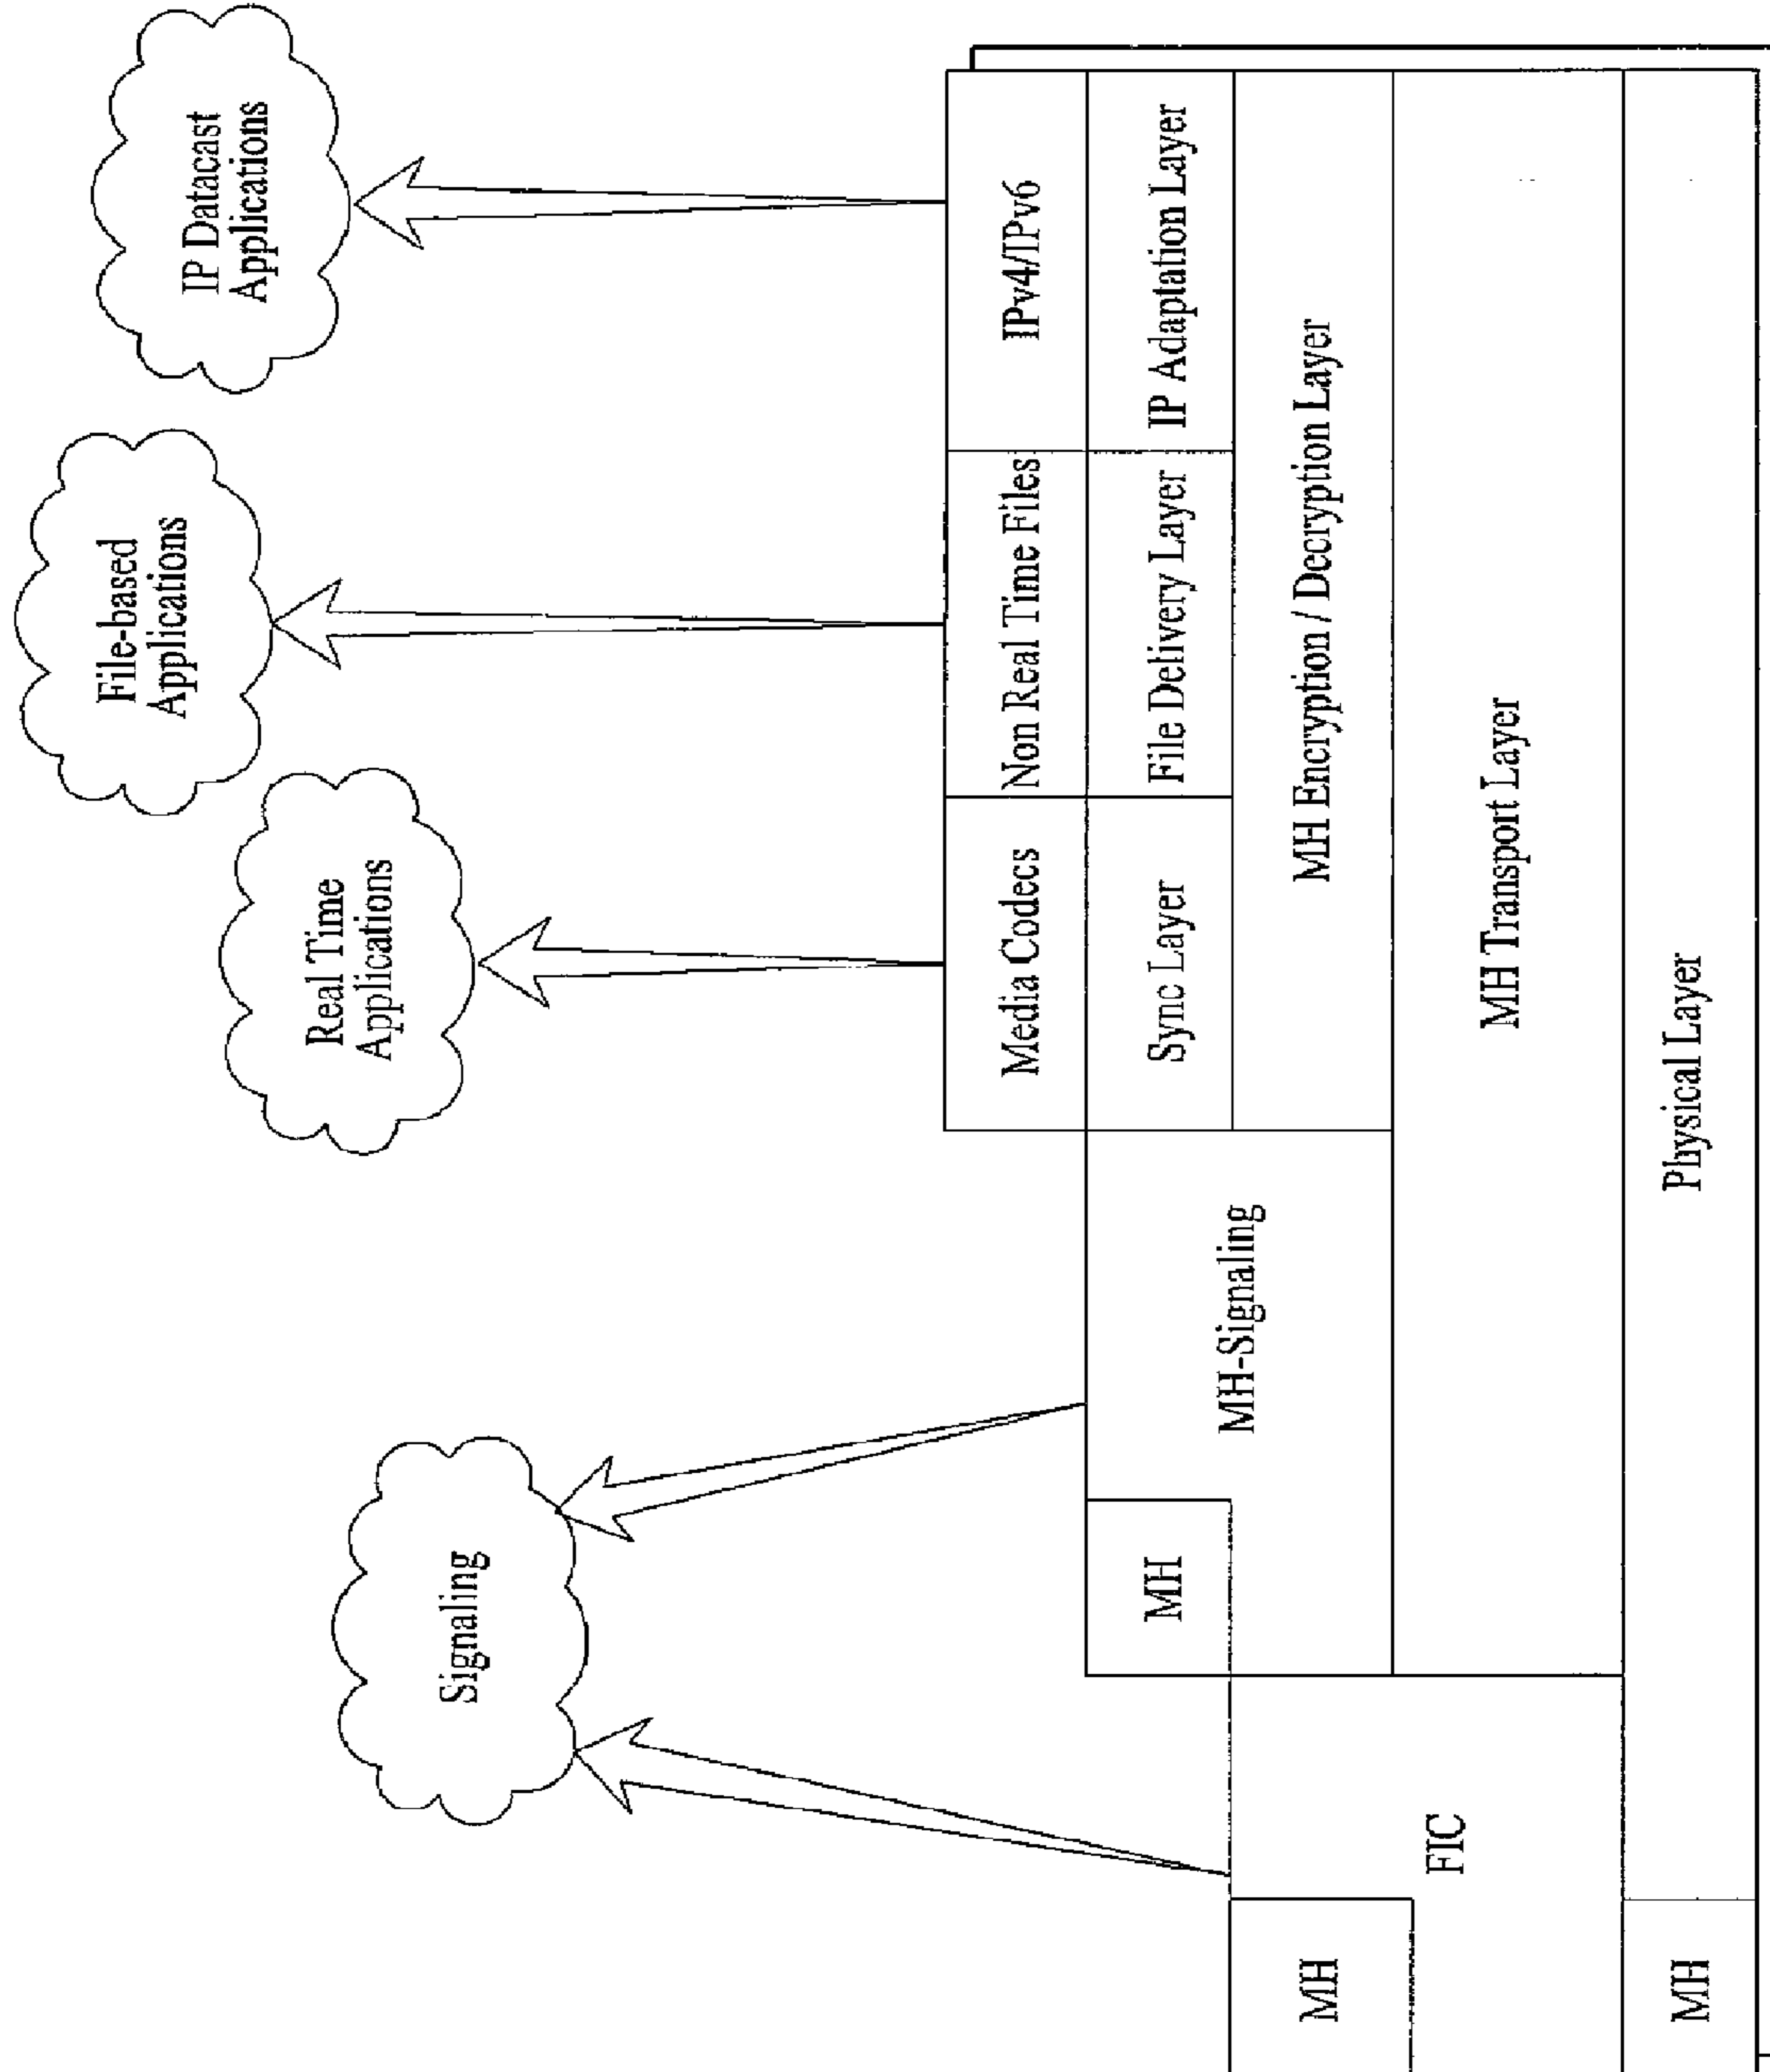 Signaling
Real Time
Applications
File-based
Applications
IP Datacast
Applications
Media Codecs
Non Real Time Files
IPv4/IPv6
MH
MH-Signaling
Sync Layer
File Delivery Layer
IP Adaptation Layer
MH
FIC
MH Encryption / Decryption Layer
MH Transport Layer
MH
Physical Layer